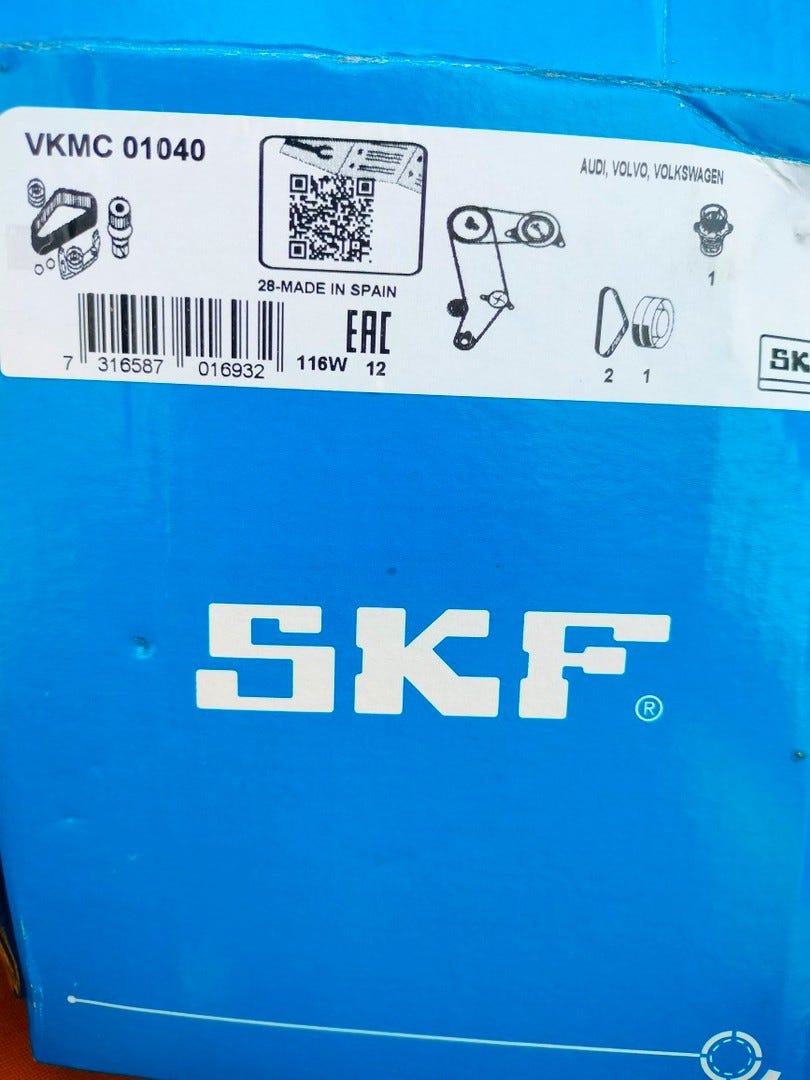 VKMC 01040
AUDI, VOLVO, VOLKSWAGEN
28-MADE IN SPAIN
1
EAC
7 316587 016932
116W 12
2 1
SK
SKF®